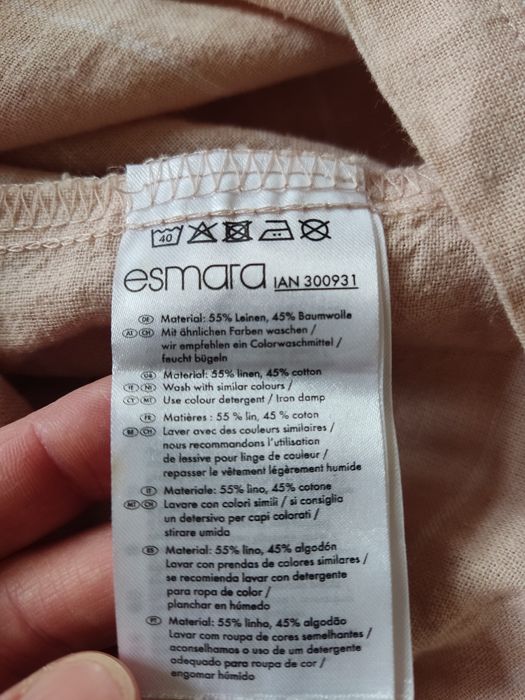 40
esmara IAN 300931
DE Material: 55% Leinen, 45% Baumwolle
AT CH Mit ähnlichen Farben waschen /
wir empfehlen ein Colorwaschmittel /
feucht bügeln
GB Material: 55% linen, 45% cotton
IE NI Wash with similar colours /
CY MT Use colour detergent / Iron damp
FR Matières : 55 % lin, 45 % coton
BE CH Laver avec des couleurs similaires /
nous recommandons l'utilisation
de lessive pour linge de couleur /
repasser le vêtement légèrement humide
IT Materiale: 55% lino, 45% cotone
MT CH Lavare con colori simili / si consiglia
un detersivo per capi colorati /
stirare umido
ES Material: 55% lino, 45% algodón
Lavar con prendas de colores similares /
se recomienda lavar con detergente
para ropa de color /
planchar en húmedo
PT Material: 55% linho, 45% algodão
Lavar com roupa de cores semelhantes /
aconselhamos o uso de um detergente
adequado para roupa de cor /
engomar húmido